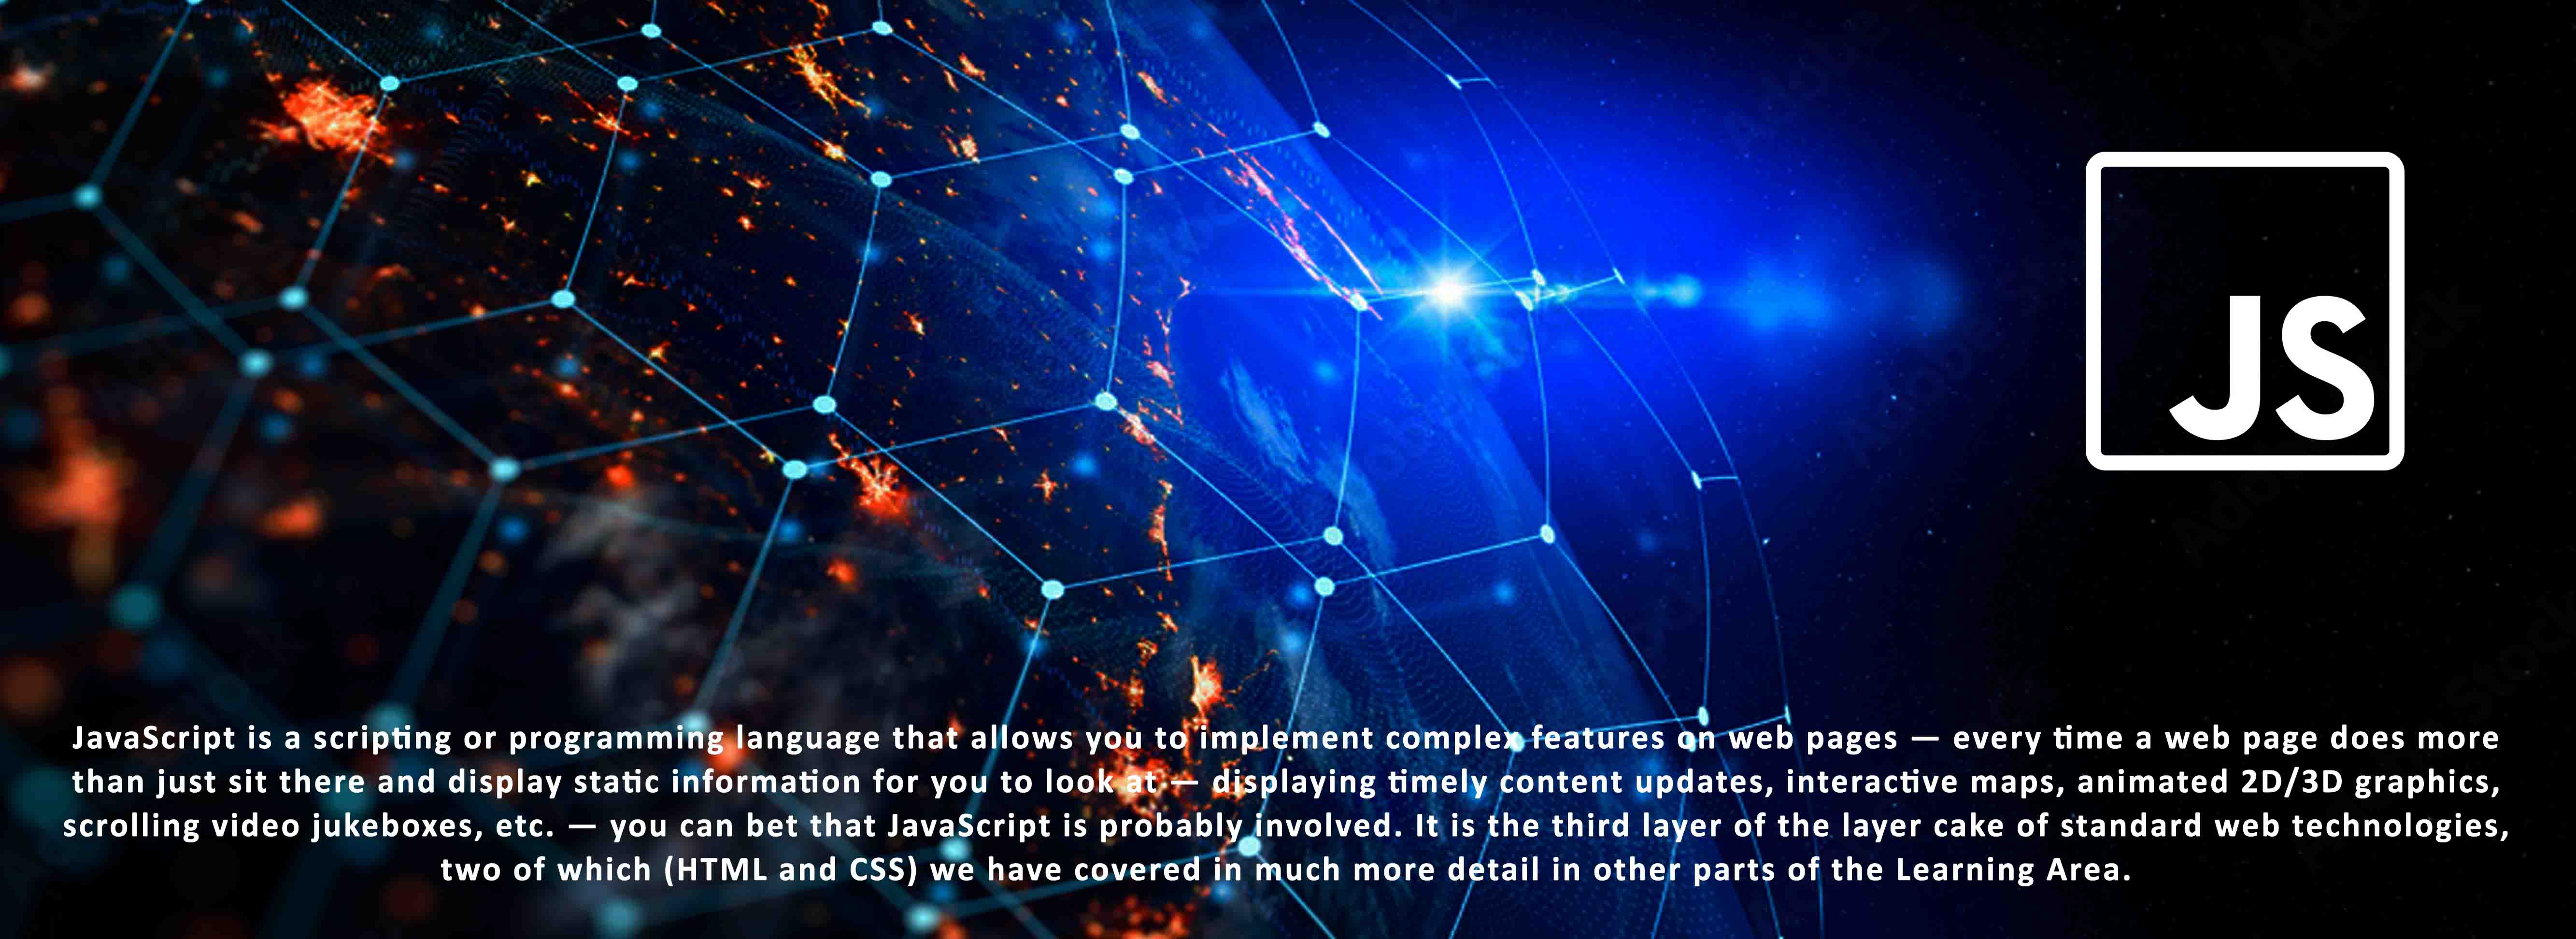 JS
JavaScript is a scripting or programming language that allows you to implement complex features on web pages — every time a web page does more
than just sit there and display static information for you to look at — displaying timely content updates, interactive maps, animated 2D/3D graphics,
scrolling video jukeboxes, etc. — you can bet that JavaScript is probably involved. It is the third layer of the layer cake of standard web technologies,
two of which (HTML and CSS) we have covered in much more detail in other parts of the Learning Area.